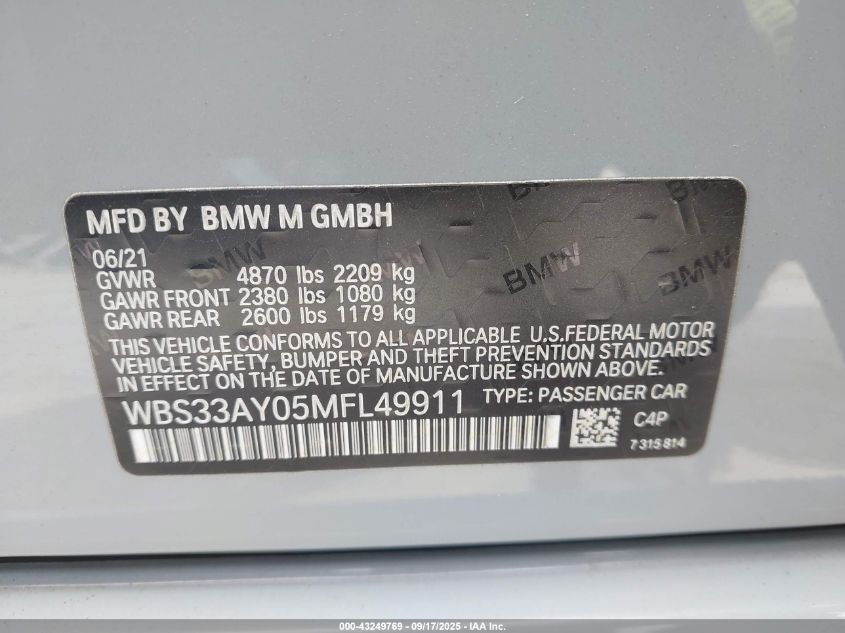 MFD BY BMW M GMBH
06/21
GVWR 4870 lbs 2209 kg
GAWR FRONT 2380 lbs 1080 kg
GAWR REAR 2600 lbs 1179 kg
THIS VEHICLE CONFORMS TO ALL APPLICABLE U.S.FEDERAL MOTOR
VEHICLE SAFETY, BUMPER AND THEFT PREVENTION STANDARDS
IN EFFECT ON THE DATE OF MANUFACTURE SHOWN ABOVE.
WBS33AY05MFL49911 TYPE: PASSENGER CAR
C4P
7315814
BMW
BMW
BMW
000-43249769 - 09/17/2025 - IAA Inc.